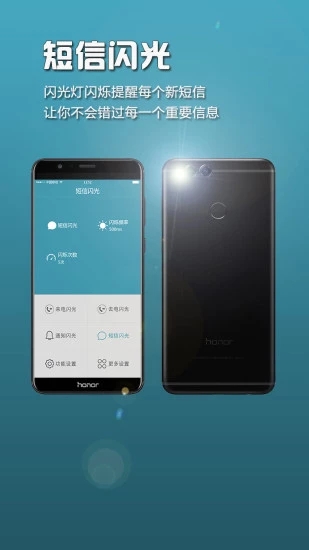 短信闪光
闪光灯闪烁提醒每个新短信
让你不会错过每一个重要信息
短信闪光
短信闪光
闪烁频率
闪烁次数
来电闪光
去电闪光
通知闪光
短信闪光
功能设置
更多设置
honor
honor